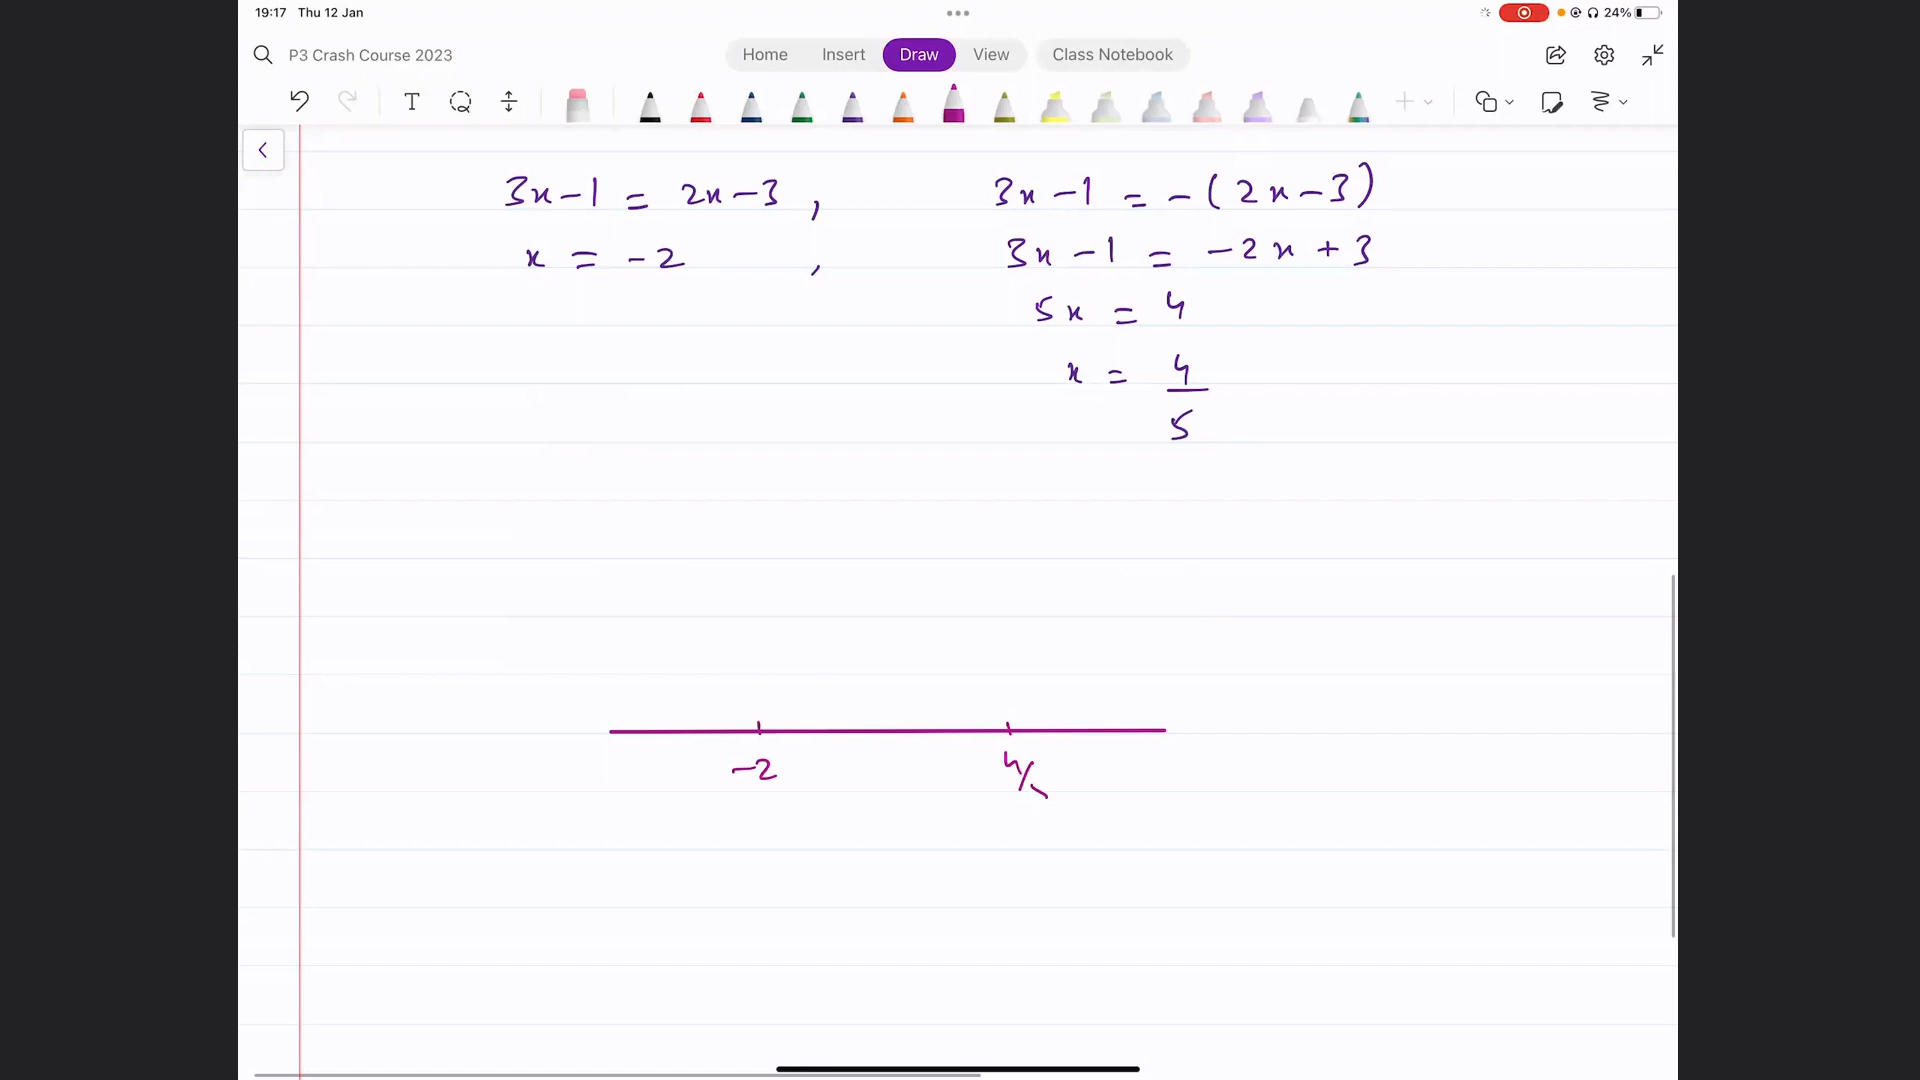 19:17 Thu 12 Jan
24%
P3 Crash Course 2023
Home Insert Draw View Class Notebook
T
3x-1 = 2x-3 , 3x-1 = -(2x-3)
x = -2 , 3x-1 = -2x+3
5x = 4
x = 4/5
-2 4/5